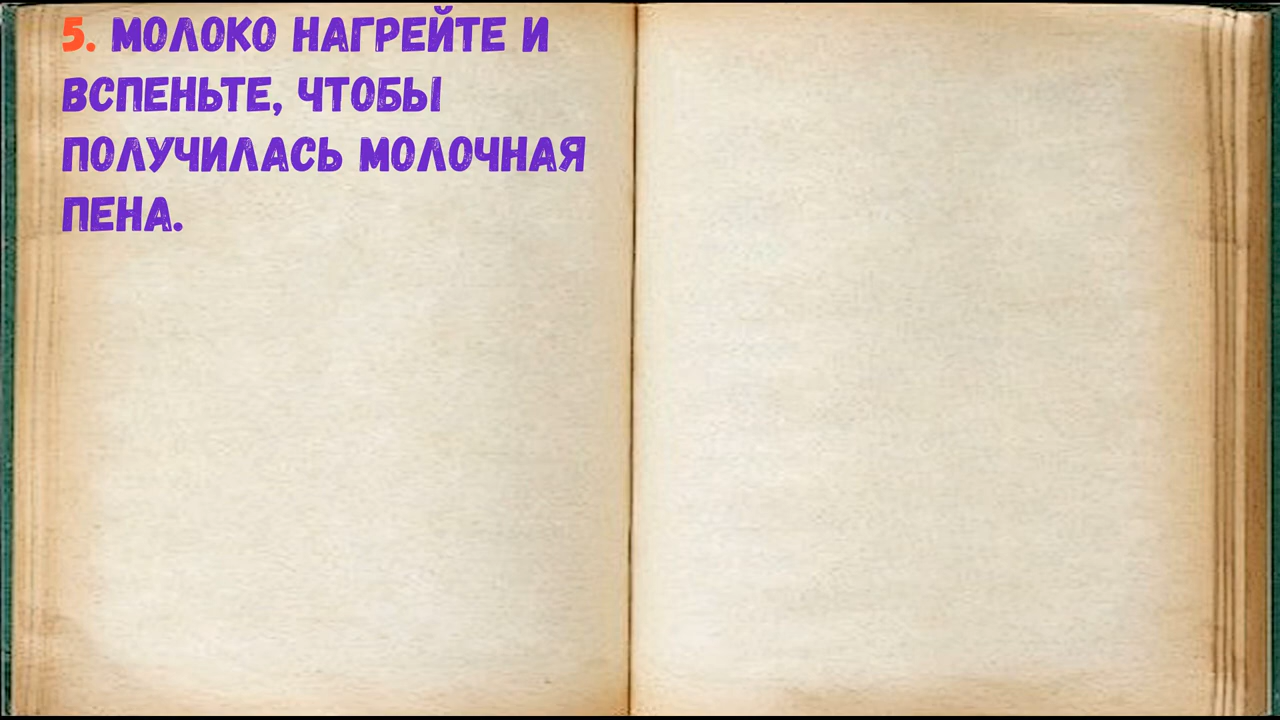 5. МОЛОКО НАГРЕЙТЕ И
ВСПЕНЬТЕ, ЧТОБЫ
ПОЛУЧИЛАСЬ МОЛОЧНАЯ
ПЕНА.